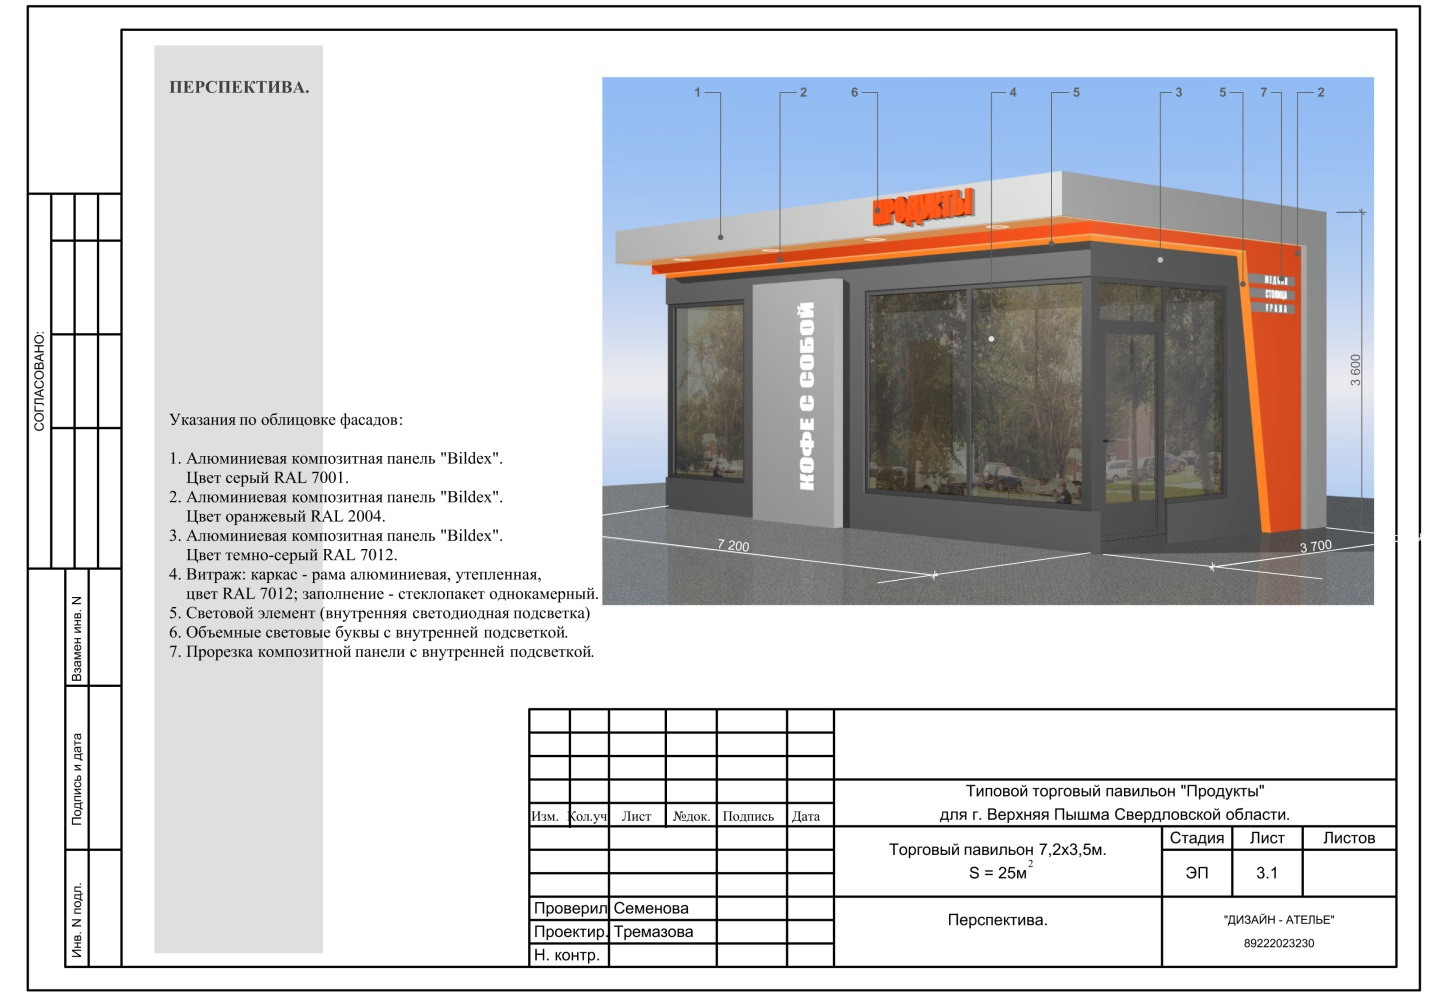 ПЕРСПЕКТИВА.
1
2
6
4
5
3
5
7
2
ПРОДУКТЫ
КОФЕ С СОБОЙ
3 600
7 200
3 700
Указания по облицовке фасадов:
1. Алюминиевая композитная панель "Bildex".
Цвет серый RAL 7001.
2. Алюминиевая композитная панель "Bildex".
Цвет оранжевый RAL 2004.
3. Алюминиевая композитная панель "Bildex".
Цвет темно-серый RAL 7012.
4. Витраж: каркас - рама алюминиевая, утепленная,
цвет RAL 7012; заполнение - стеклопакет однокамерный.
5. Световой элемент (внутренняя светодиодная подсветка)
6. Объемные световые буквы с внутренней подсветкой.
7. Прорезка композитной панели с внутренней подсветкой.
СОГЛАСОВАНО:
Взамен инв. N
Подпись и дата
Инв. N подл.
Изм. Кол.уч Лист №док. Подпись Дата
Проверил Семенова
Проектир. Тремазова
Н. контр.
Типовой торговый павильон "Продукты"
для г. Верхняя Пышма Свердловской области.
Торговый павильон 7,2х3,5м.
S = 25м²
Стадия Лист Листов
ЭП 3.1
Перспектива.
"ДИЗАЙН - АТЕЛЬЕ"
89222023230